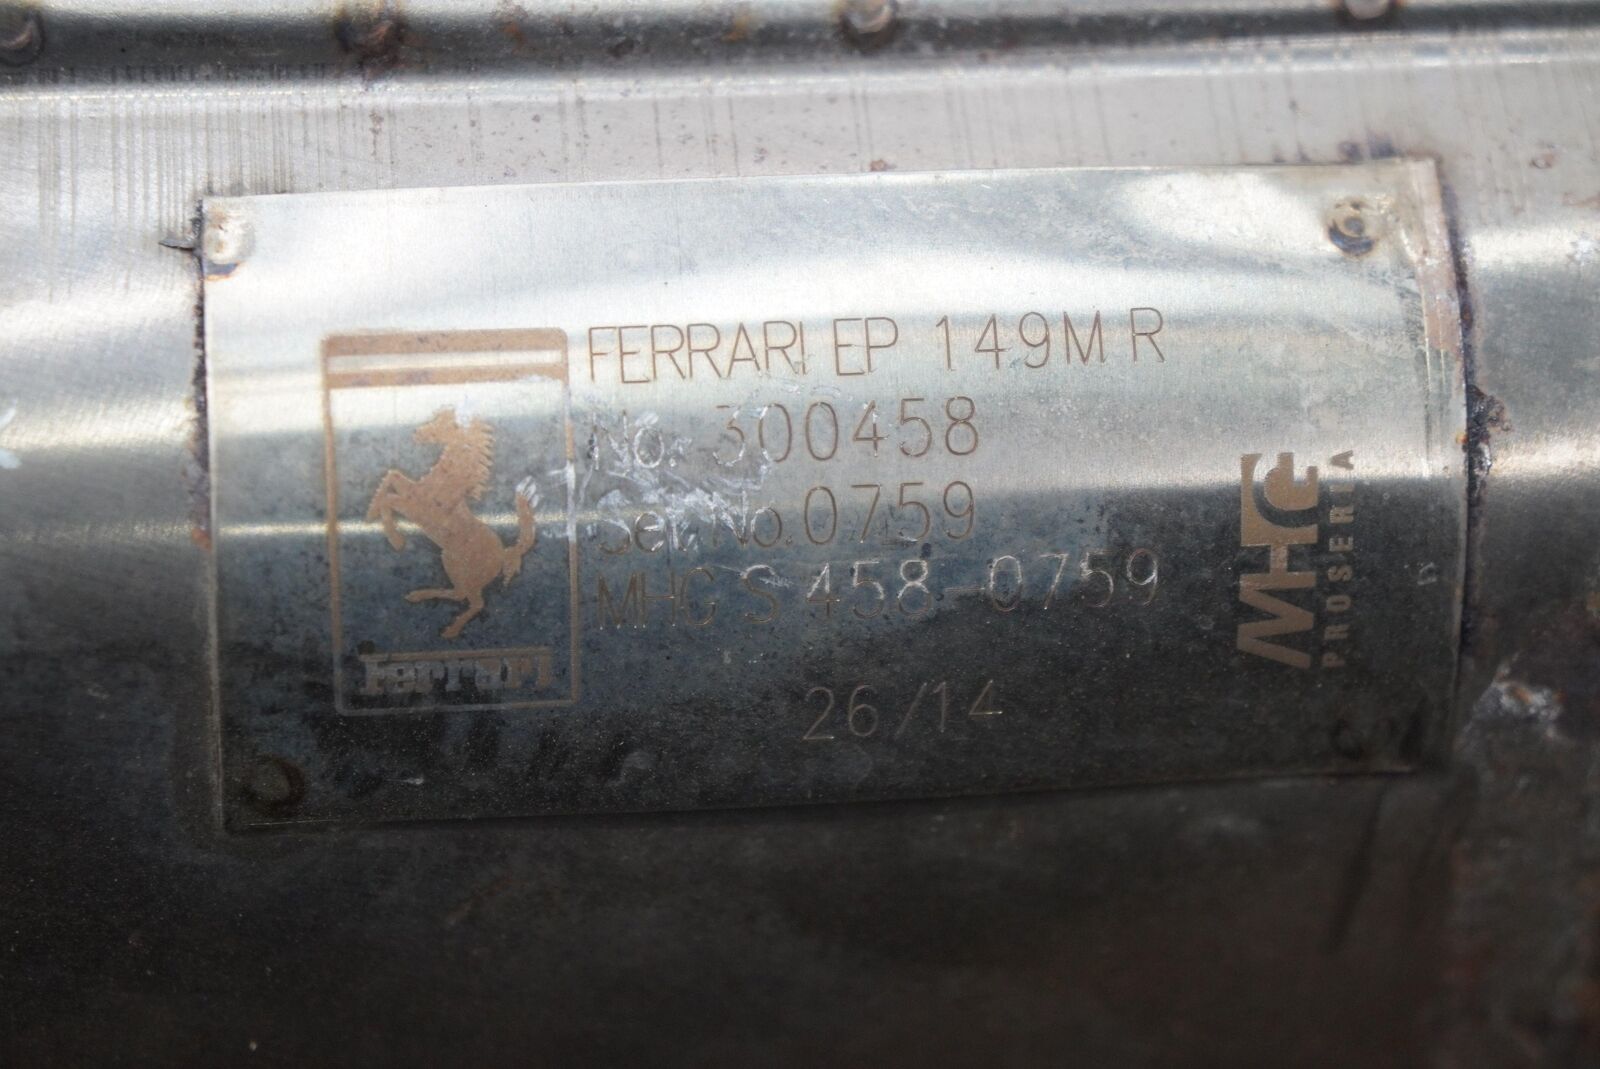 FERRARI EP 149M R
No. 300458
Ser. No. 0759
MHG S 458-0759
26/14
Ferrari
MHG
PROSERIA